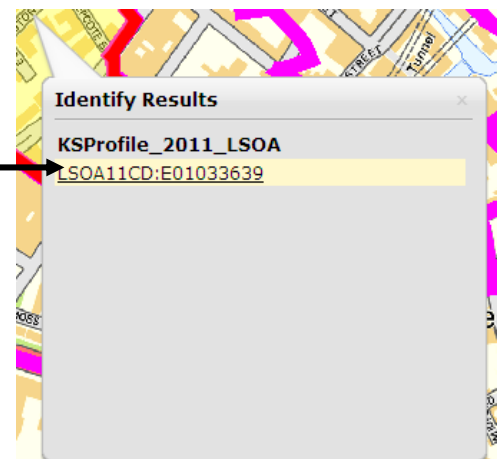 STREET
Tunnel
Identify Results
×
KSProfile_2011_LSOA
LSOA11CD:E01033639